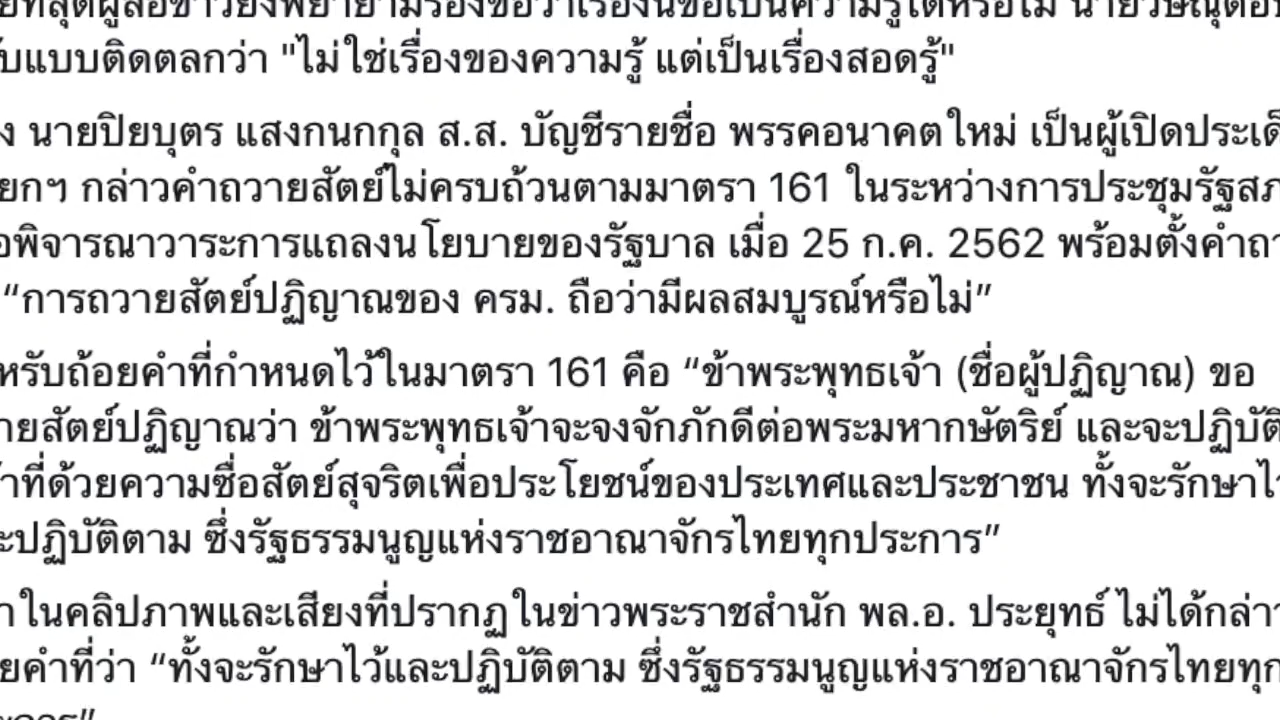 ยที่สุดผู้สื่อข่าวยังพยายามร้องขอว่าเรื่องนี้ขอเป็นความรู้ได้หรือไม่ นายวิษณุตอบ
บแบบติดตลกว่า "ไม่ใช่เรื่องของความรู้ แต่เป็นเรื่องสอดรู้"
ง นายปิยบุตร แสงกนกกุล ส.ส. บัญชีรายชื่อ พรรคอนาคตใหม่ เป็นผู้เปิดประเด็
ยกฯ กล่าวคำถวายสัตย์ไม่ครบถ้วนตามมาตรา 161 ในระหว่างการประชุมรัฐสภ
อพิจารณาวาระการแถลงนโยบายของรัฐบาล เมื่อ 25 ก.ค. 2562 พร้อมตั้งคำถา
“การถวายสัตย์ปฏิญาณของ ครม. ถือว่ามีผลสมบูรณ์หรือไม่”
หรับถ้อยคำที่กำหนดไว้ในมาตรา 161 คือ “ข้าพระพุทธเจ้า (ชื่อผู้ปฏิญาณ) ขอ
ายสัตย์ปฏิญาณว่า ข้าพระพุทธเจ้าจะจงจักภักดีต่อพระมหากษัตริย์ และจะปฏิบัติ
าที่ด้วยความซื่อสัตย์สุจริตเพื่อประโยชน์ของประเทศและประชาชน ทั้งจะรักษาไ
ะปฏิบัติตาม ซึ่งรัฐธรรมนูญแห่งราชอาณาจักรไทยทุกประการ”
าในคลิปภาพและเสียงที่ปรากฏในข่าวพระราชสำนัก พล.อ. ประยุทธ์ ไม่ได้กล่าว
ยคำที่ว่า “ทั้งจะรักษาไว้และปฏิบัติตาม ซึ่งรัฐธรรมนูญแห่งราชอาณาจักรไทยทุก
ะการ”